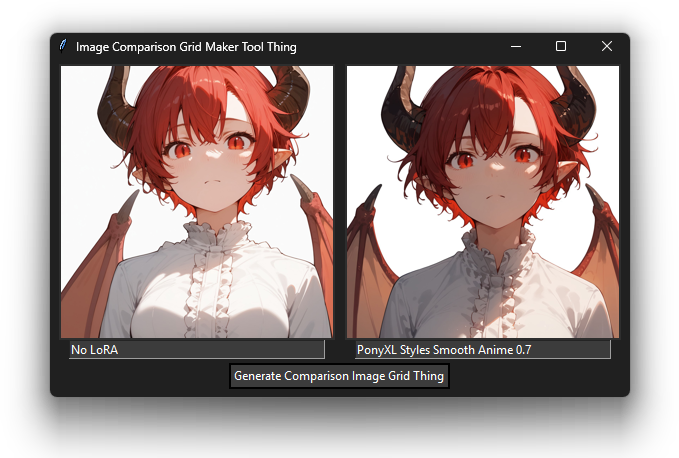 Image Comparison Grid Maker Tool Thing
No LoRA
PonyXL Styles Smooth Anime 0.7
Generate Comparison Image Grid Thing